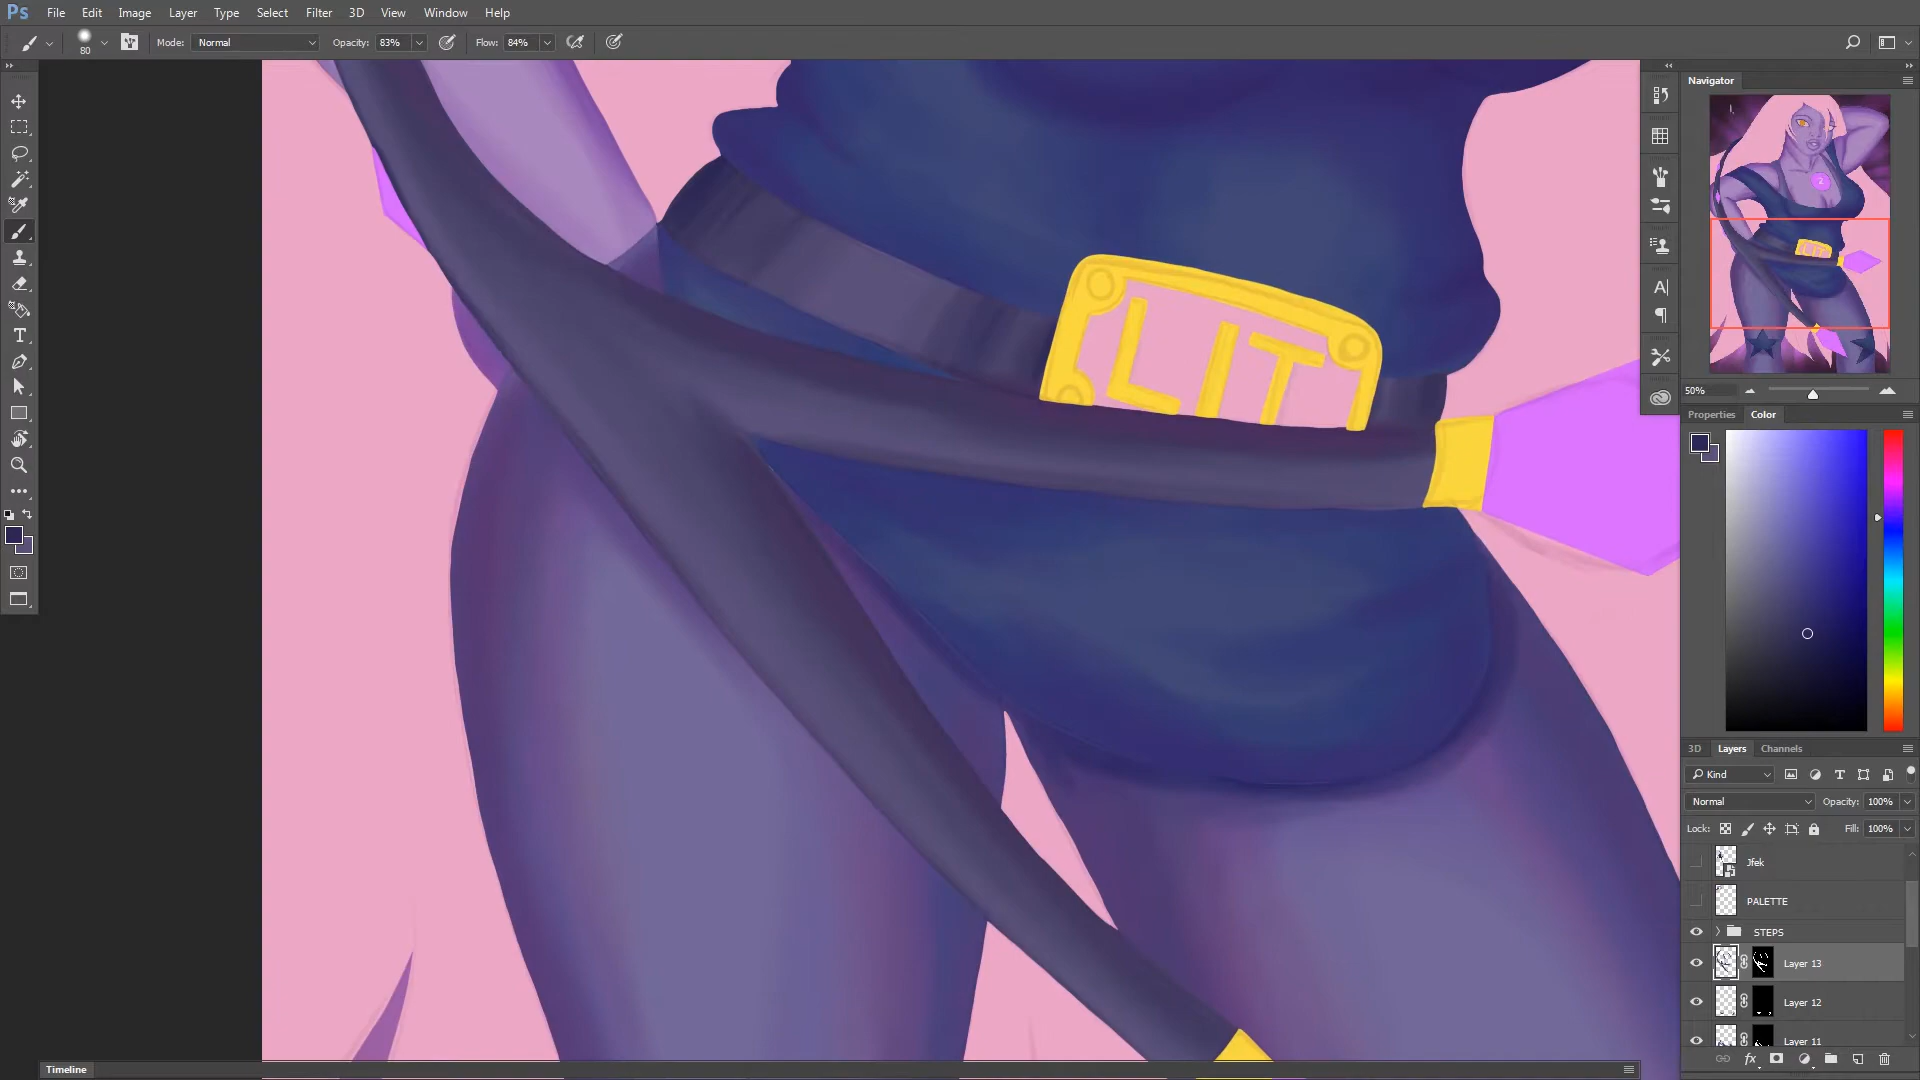 Ps File Edit Image Layer Type Select Filter 3D View Window Help
80 Mode: Normal Opacity: 83% Flow: 84%
Navigator
LIT
A|
50%
Properties Color
3D Layers Channels
Kind T
Normal Opacity: 100%
Lock: Fill: 100%
Jfek
PALETTE
STEPS
Layer 13
Layer 12
Layer 11
fx
Timeline